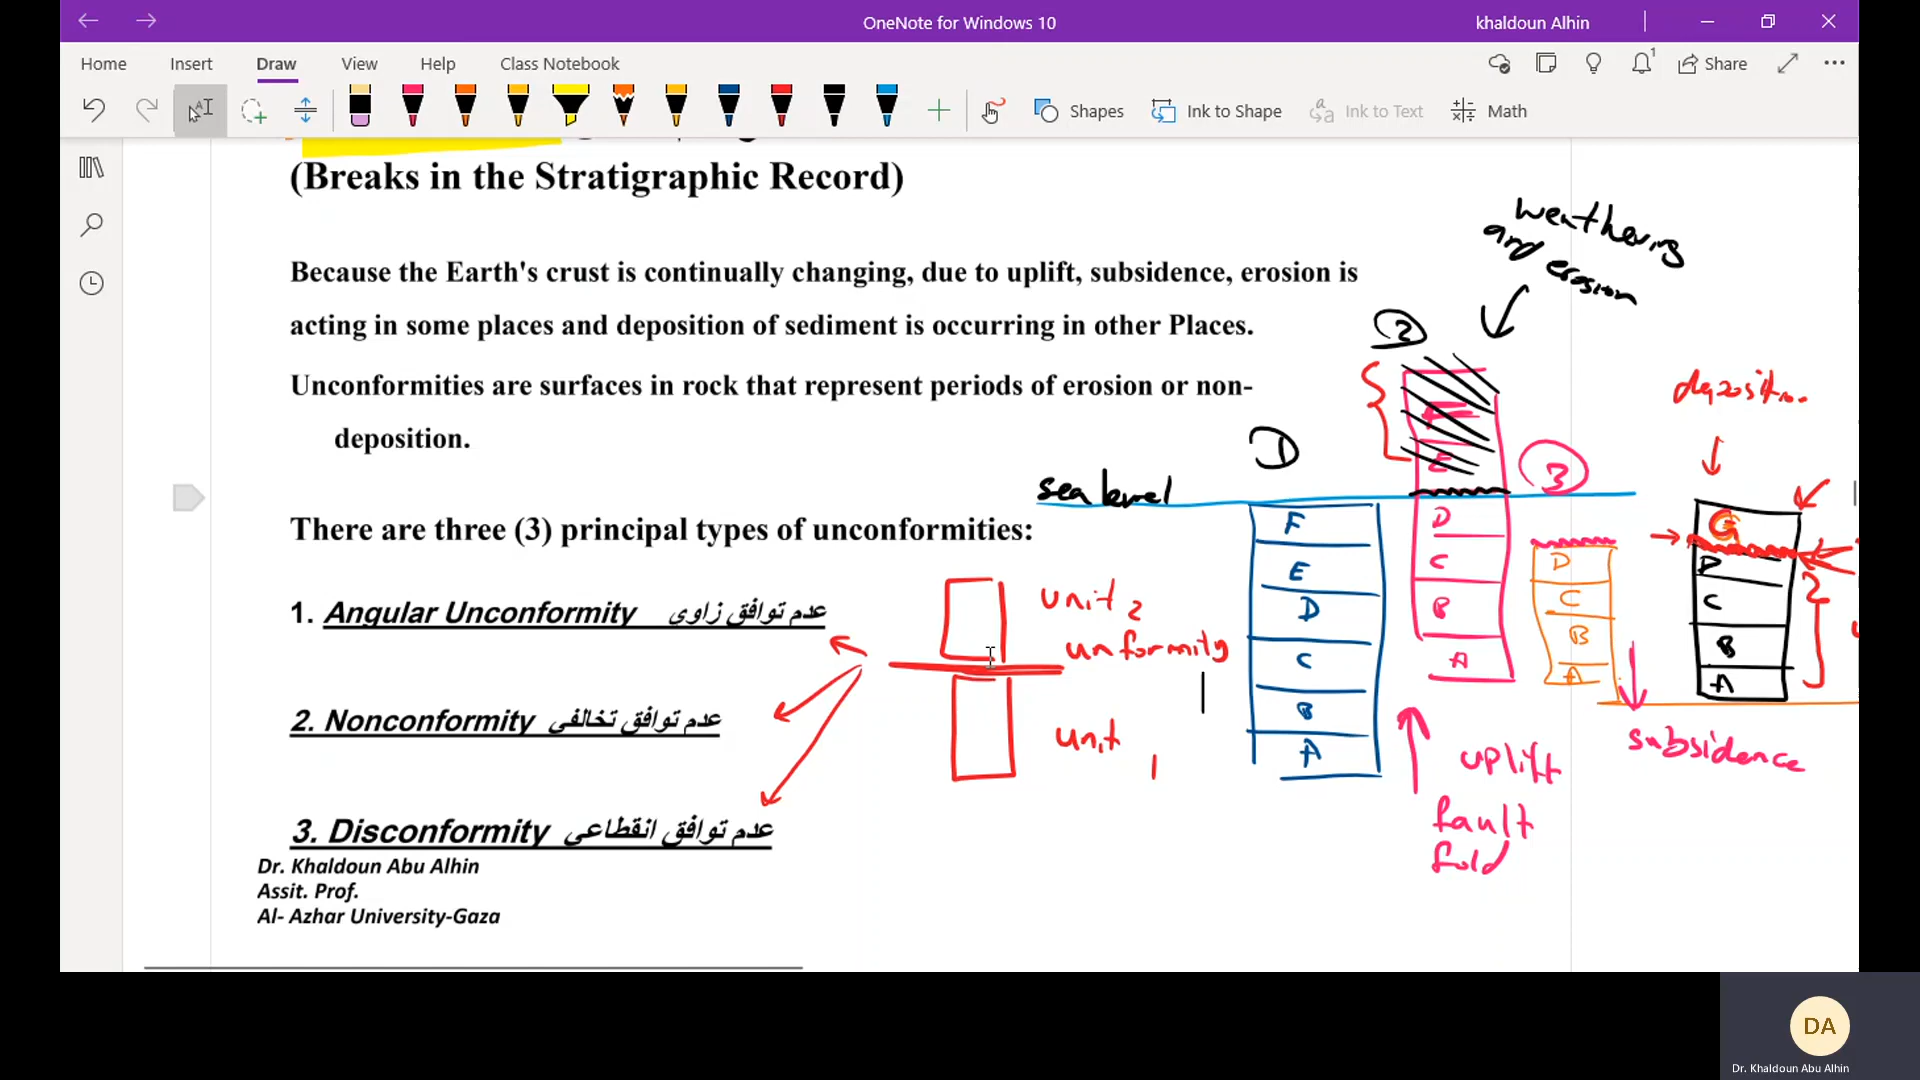 OneNote for Windows 10
khaldoun Alhin
Home Insert Draw View Help Class Notebook
1
Share
Shapes
Ink to Shape
Ink to Text
Math
(Breaks in the Stratigraphic Record)
Because the Earth's crust is continually changing, due to uplift, subsidence, erosion is
acting in some places and deposition of sediment is occurring in other Places.
Unconformities are surfaces in rock that represent periods of erosion or non-
deposition.
There are three (3) principal types of unconformities:
1. Angular Unconformity عدم توافق زاوى
2. Nonconformity عدم توافق تخالفي
3. Disconformity عدم توافق انقطاعي
Dr. Khaldoun Abu Alhin
Assit. Prof.
Al- Azhar University-Gaza
weathering
and erosion
sea level
unit 2
unformity
unit 1
1
F
E
D
C
B
A
2
E
D
C
B
A
uplift
fault
fold
3
D
C
B
A
subsidence
G
D
C
B
A
DA
Dr. Khaldoun Abu Alhin